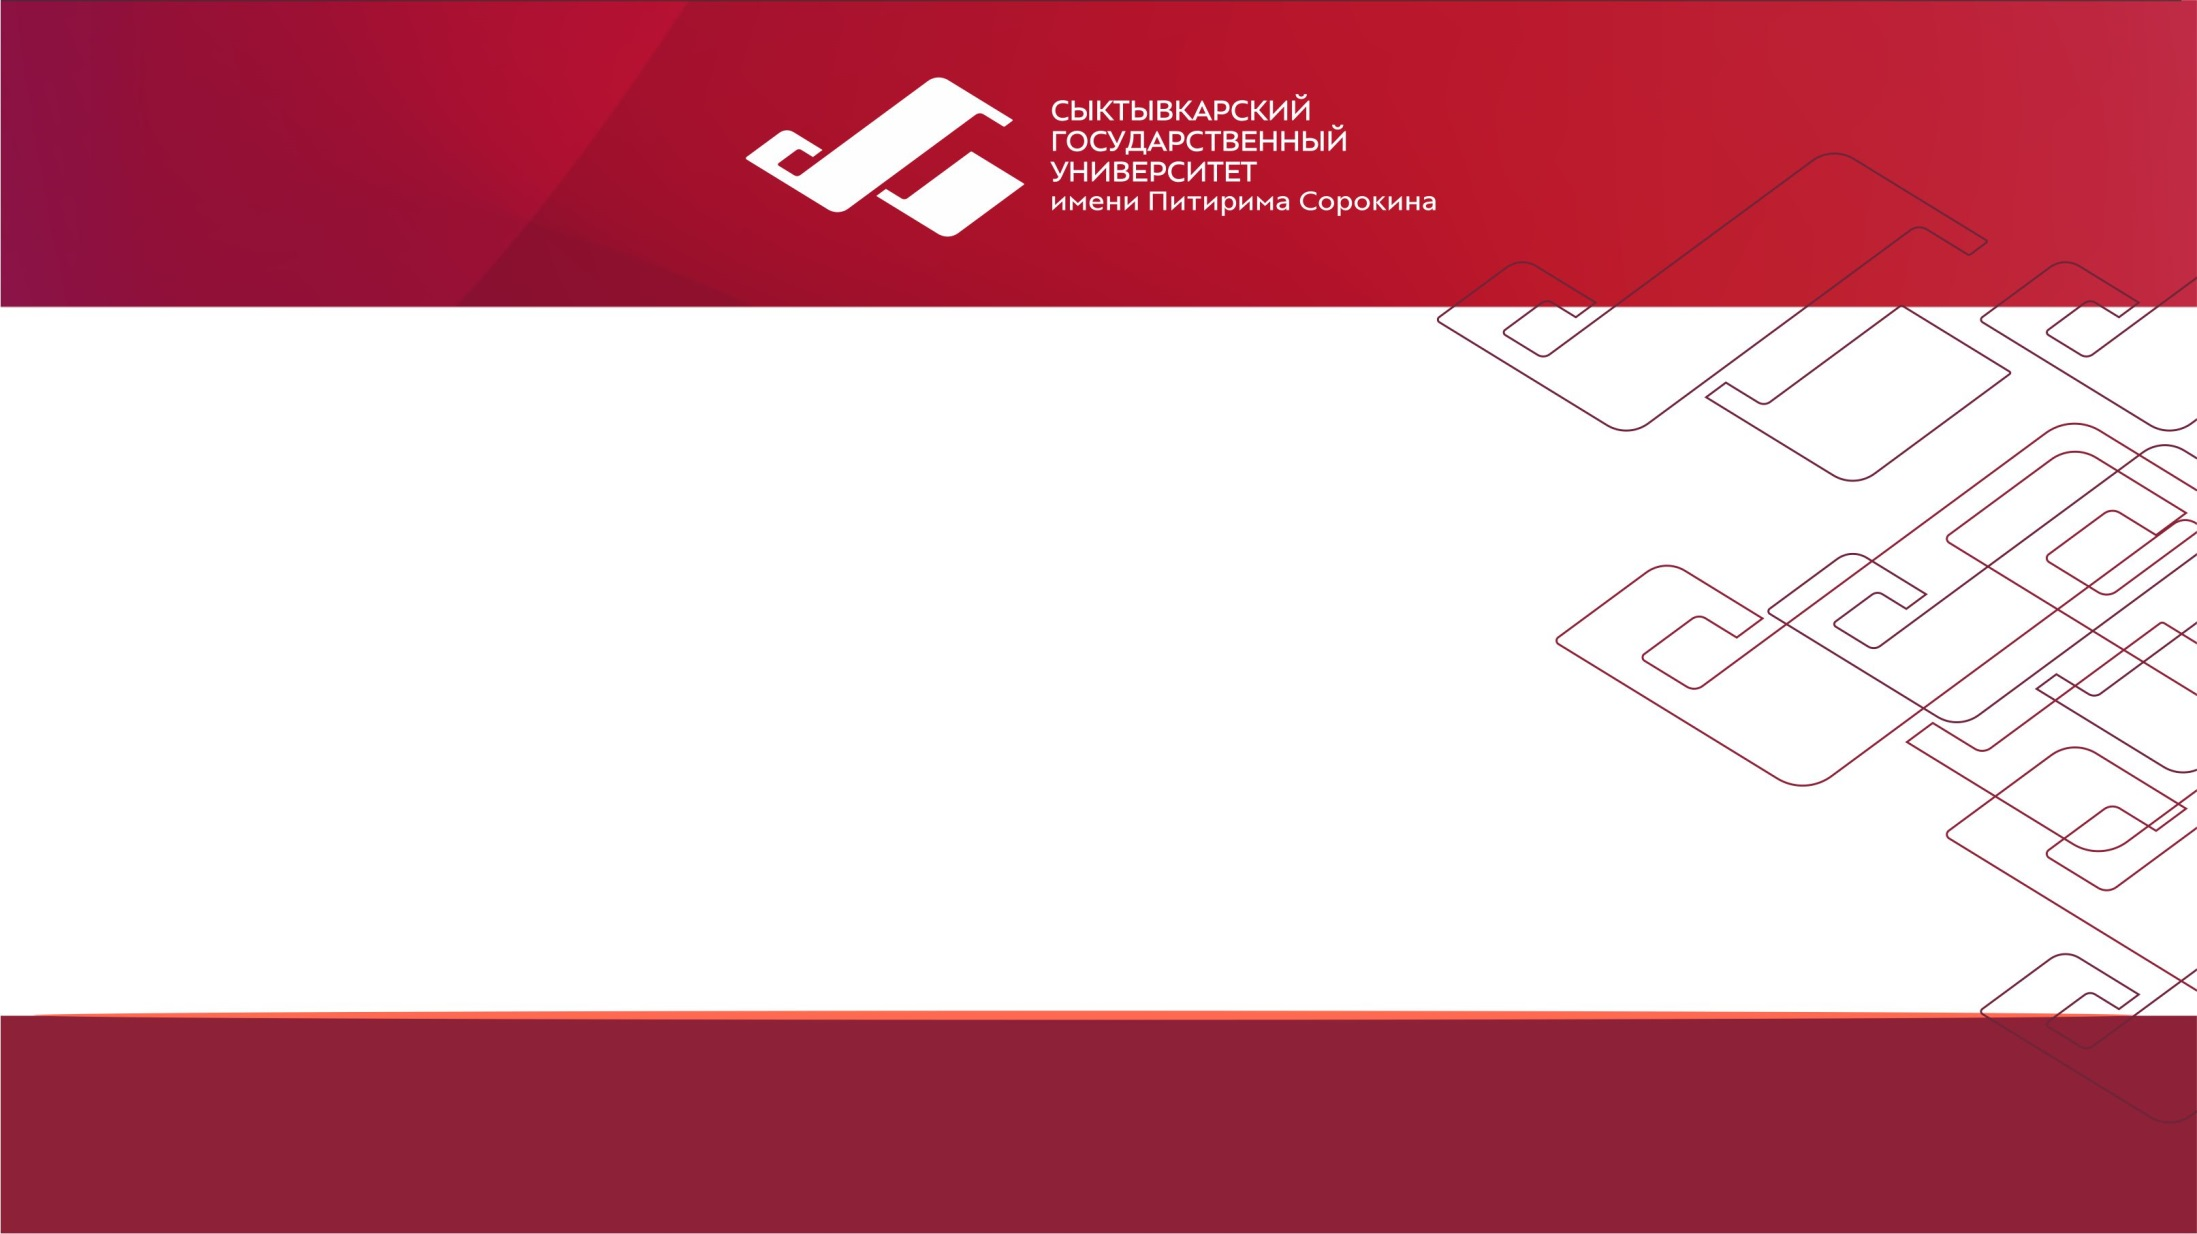 СЫКТЫВКАРСКИЙ
ГОСУДАРСТВЕННЫЙ
УНИВЕРСИТЕТ
имени Питирима Сорокина